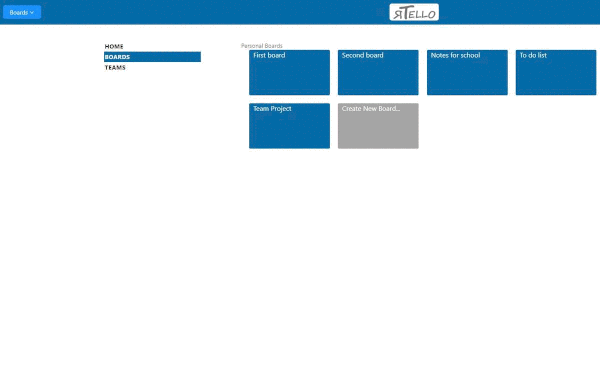 Boards
ЯTELLO
HOME
BOARDS
TEAMS
Personal Boards
First board
Second board
Notes for school
To do list
Team Project
Create New Board...